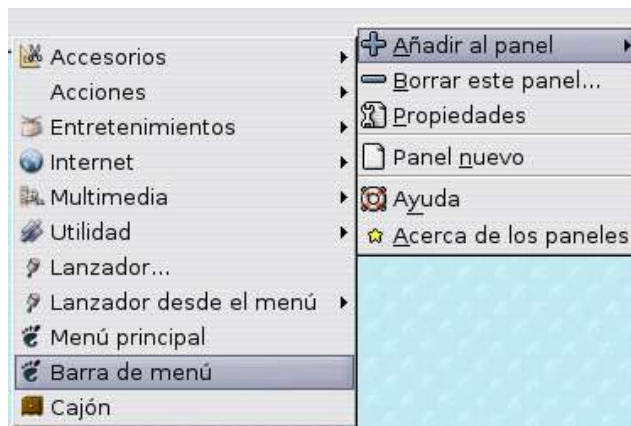 Accesorios
Acciones
Entretenimientos
Internet
Multimedia
Utilidad
Lanzador...
Lanzador desde el menú
Menú principal
Barra de menú
Cajón
Añadir al panel
Borrar este panel...
Propiedades
Panel nuevo
Ayuda
Acerca de los paneles